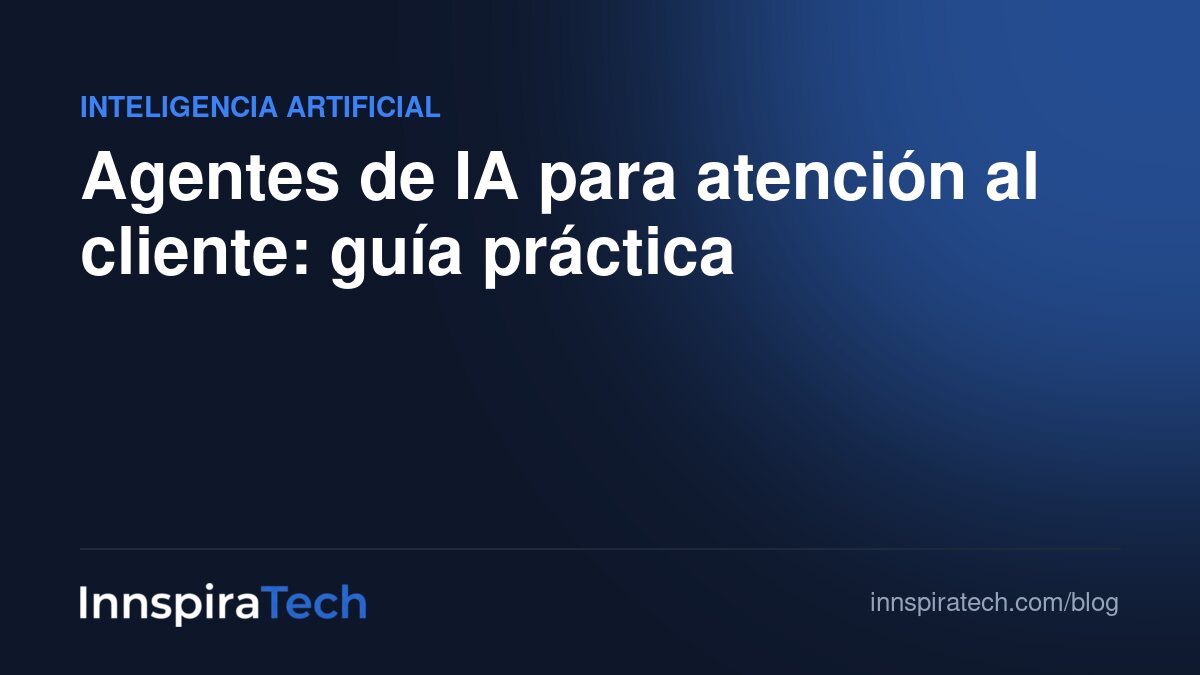 INTELIGENCIA ARTIFICIAL
Agentes de IA para atención al
cliente: guía práctica
InnspiraTech
innspiratech.com/blog